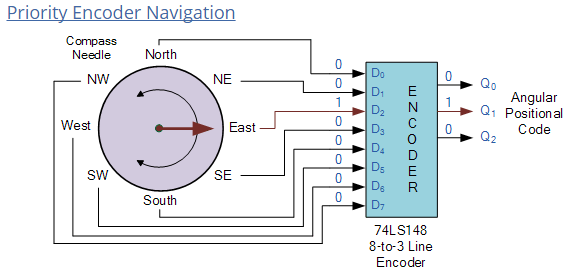 Priority Encoder Navigation
Compass
Needle
North
NW
NE
West
East
SW
SE
South
0
D0
0
D1
1
D2
0
D3
0
D4
0
D5
0
D6
0
D7
ENCODER
0
Q0
1
Q1
0
Q2
Angular
Positional
Code
74LS148
8-to-3 Line
Encoder